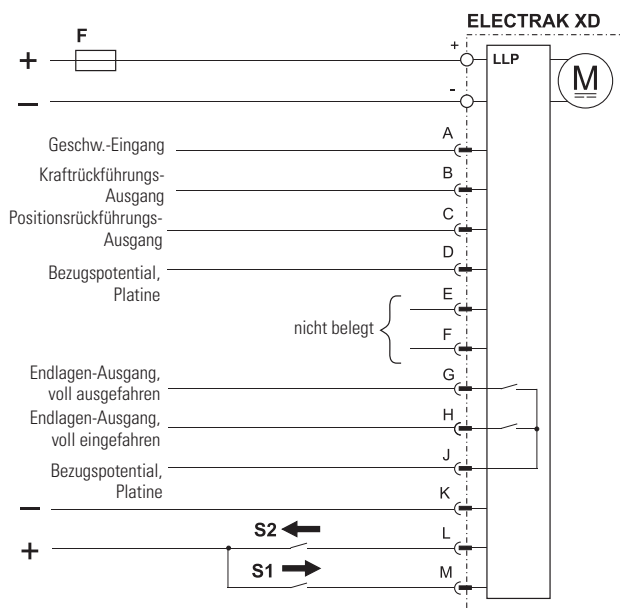 ELECTRAK XD
F
+
+
LLP
M
–
-
A
Geschw.-Eingang
B
Kraftrückführungs-
Ausgang
C
Positionsrückführungs-
Ausgang
D
Bezugspotential,
Platine
E
nicht belegt
F
G
Endlagen-Ausgang,
voll ausgefahren
H
Endlagen-Ausgang,
voll eingefahren
J
Bezugspotential,
Platine
K
–
S2
L
+
S1
M